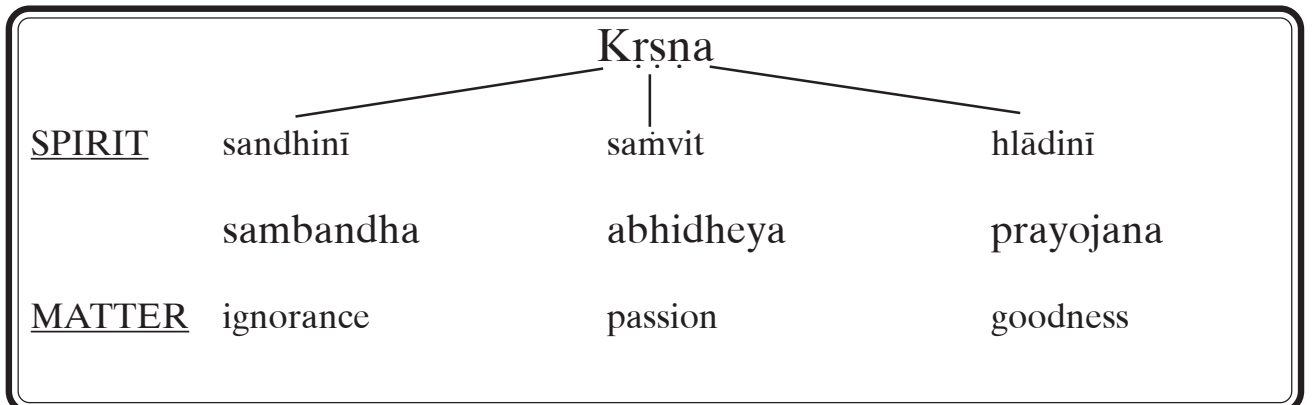 Kṛṣṇa
SPIRIT sandhinī saṁvit hlādinī
sambandha abhidheya prayojana
MATTER ignorance passion goodness